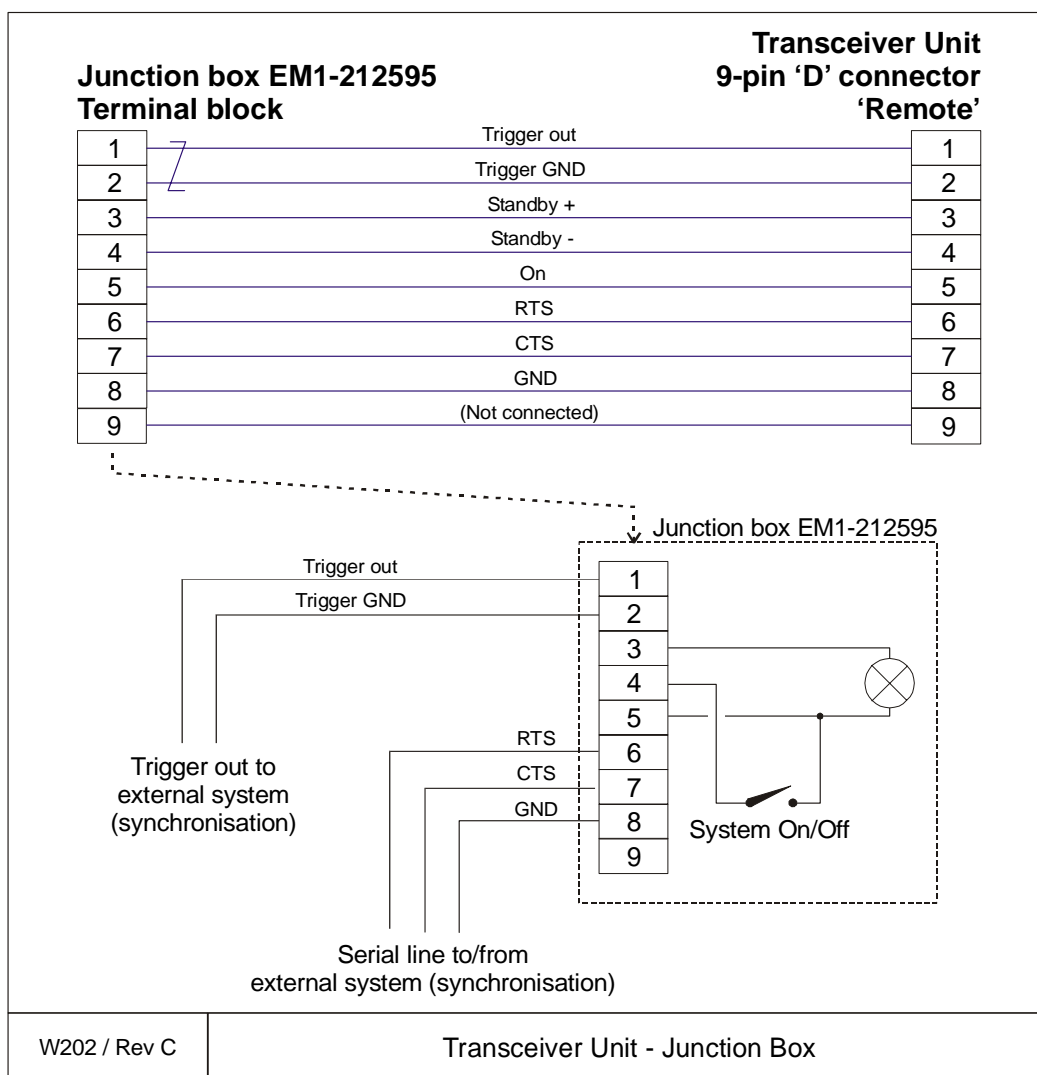 Junction box EM1-212595
Terminal block
Transceiver Unit
9-pin ‘D’ connector
‘Remote’
1 Trigger out 1
2 Trigger GND 2
3 Standby + 3
4 Standby - 4
5 On 5
6 RTS 6
7 CTS 7
8 GND 8
9 (Not connected) 9
Junction box EM1-212595
Trigger out 1
Trigger GND 2
3
4
5
RTS 6
CTS 7
GND 8
9
System On/Off
Trigger out to
external system
(synchronisation)
Serial line to/from
external system (synchronisation)
W202 / Rev C
Transceiver Unit - Junction Box